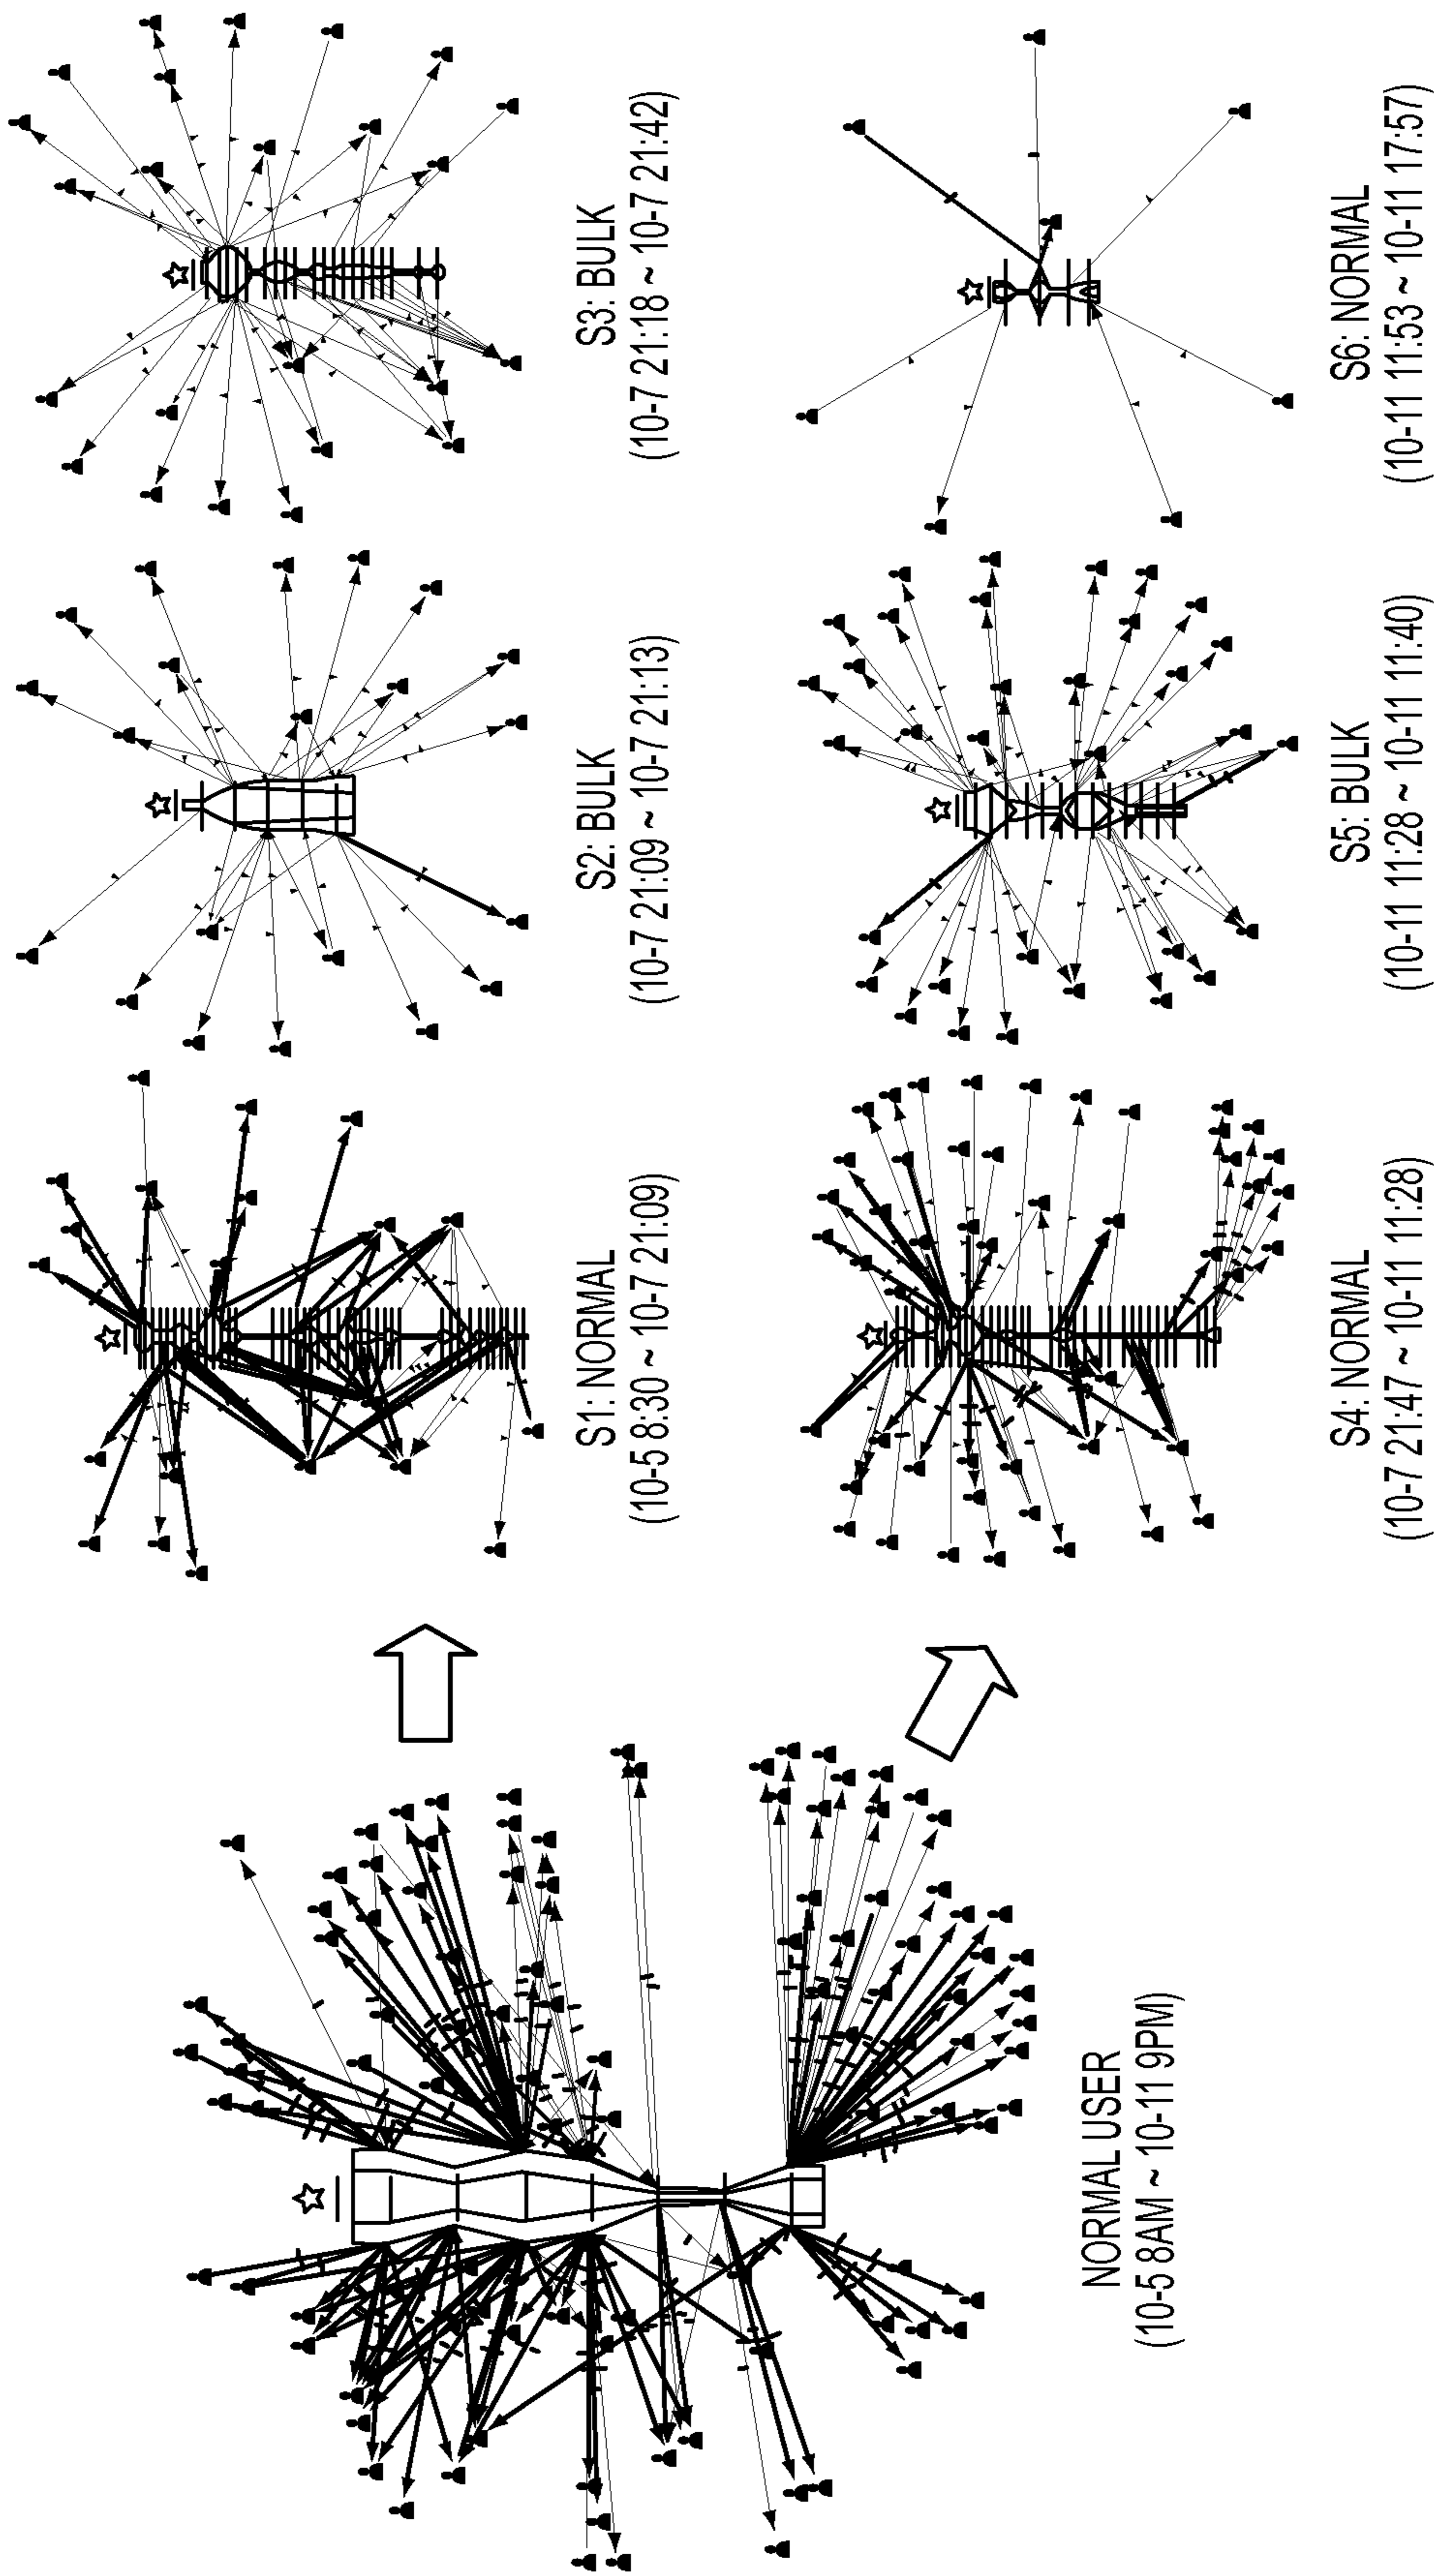 NORMAL USER
(10-5 8AM ~ 10-11 9PM)
S1: NORMAL
(10-5 8:30 ~ 10-7 21:09)
S2: BULK
(10-7 21:09 ~ 10-7 21:13)
S3: BULK
(10-7 21:18 ~ 10-7 21:42)
S4: NORMAL
(10-7 21:47 ~ 10-11 11:28)
S5: BULK
(10-11 11:28 ~ 10-11 11:40)
S6: NORMAL
(10-11 11:53 ~ 10-11 17:57)